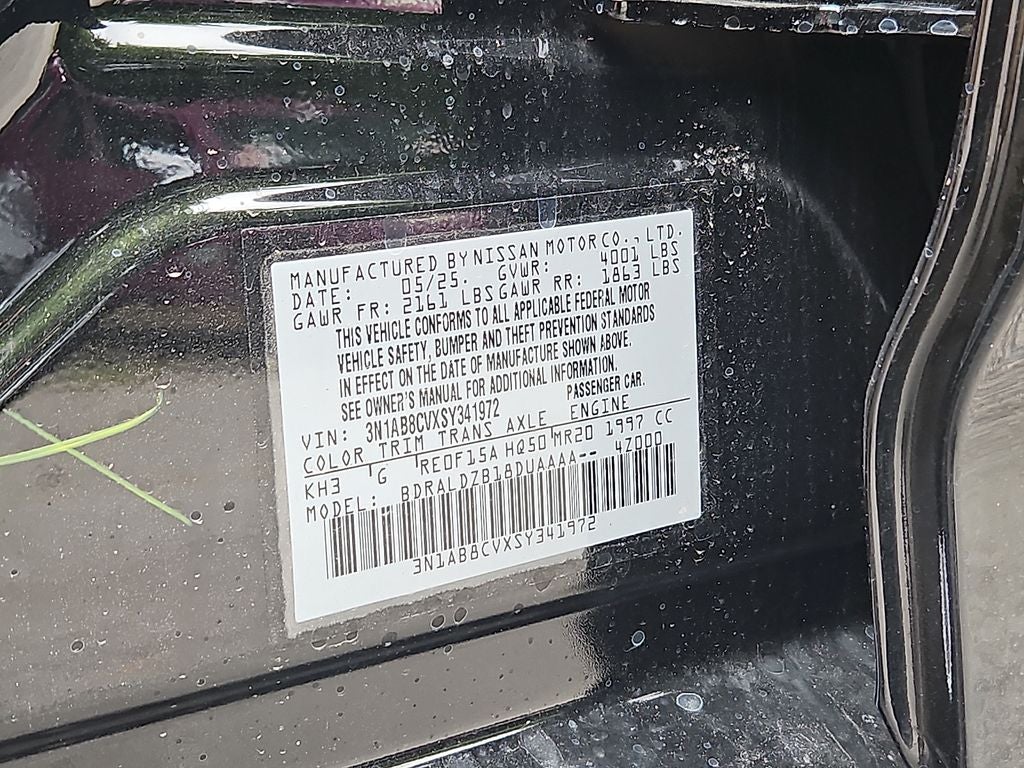 MANUFACTURED BY NISSAN MOTOR CO., LTD.
DATE: 05/25. GVWR: 4001 LBS
GAWR FR: 2161 LBS GAWR RR: 1863 LBS
THIS VEHICLE CONFORMS TO ALL APPLICABLE FEDERAL MOTOR
VEHICLE SAFETY, BUMPER AND THEFT PREVENTION STANDARDS
IN EFFECT ON THE DATE OF MANUFACTURE SHOWN ABOVE.
SEE OWNER'S MANUAL FOR ADDITIONAL INFORMATION.
VIN: 3N1AB8CVXSY341972 PASSENGER CAR.
COLOR TRIM TRANS AXLE ENGINE
KH3 G RE0F15A HQ50 MR20 1997 CC
MODEL: BDRALDZB18DUAAAA-- 4Z000
3N1AB8CVXSY341972